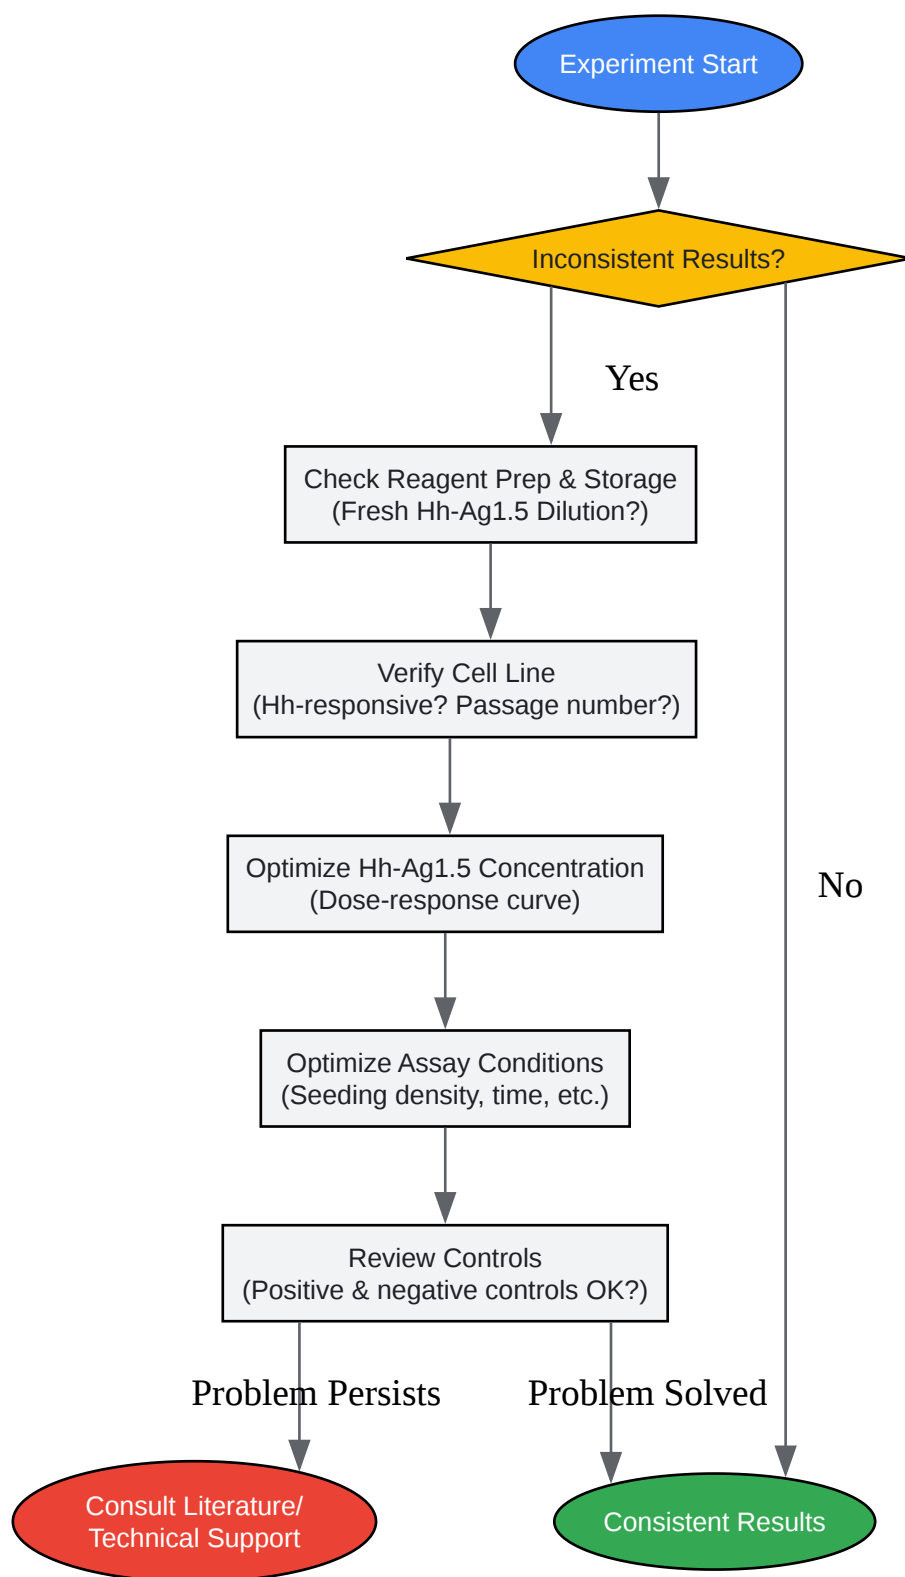 Experiment Start
Inconsistent Results?
Yes
Check Reagent Prep & Storage
(Fresh Hh-Ag1.5 Dilution?)
Verify Cell Line
(Hh-responsive? Passage number?)
Optimize Hh-Ag1.5 Concentration
(Dose-response curve)
No
Optimize Assay Conditions
(Seeding density, time, etc.)
Review Controls
(Positive & negative controls OK?)
Problem Persists
Problem Solved
Consult Literature/
Technical Support
Consistent Results